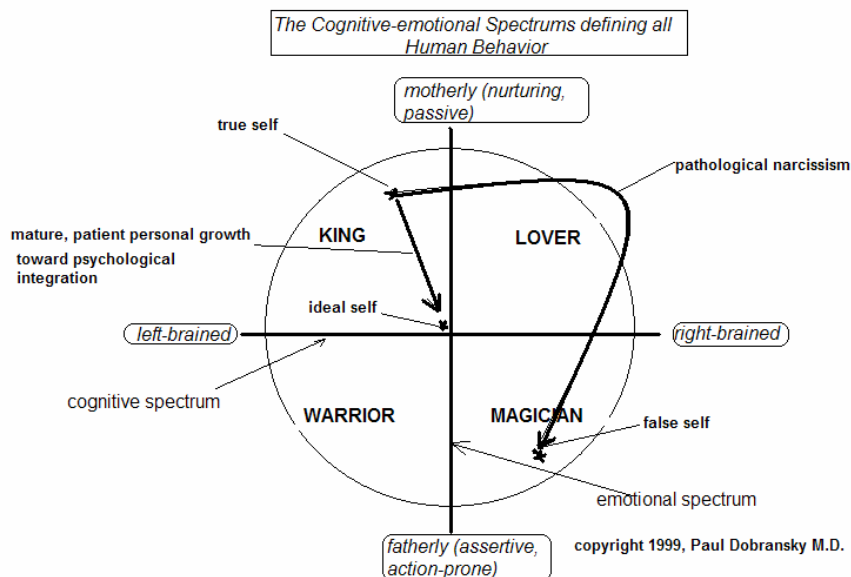 The Cognitive-emotional Spectrums defining all
Human Behavior
motherly (nurturing,
passive)
true self
pathological narcissism
KING
LOVER
mature, patient personal growth
toward psychological
integration
ideal self
left-brained
right-brained
cognitive spectrum
WARRIOR
MAGICIAN
false self
emotional spectrum
fatherly (assertive,
action-prone)
copyright 1999, Paul Dobransky M.D.